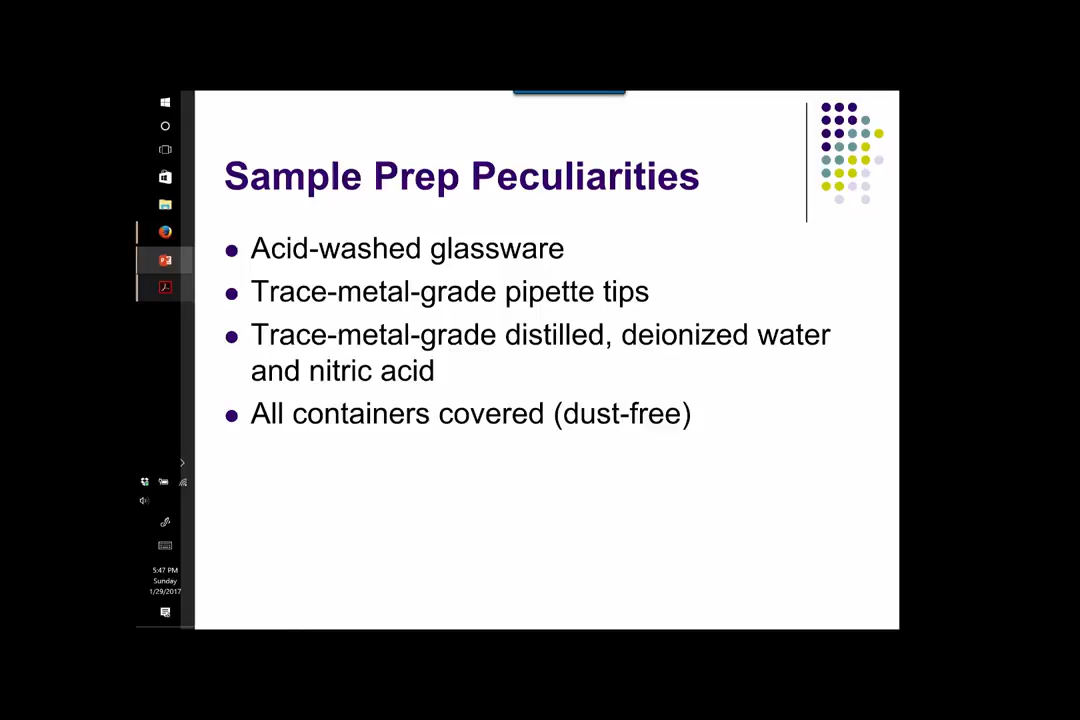 Sample Prep Peculiarities
Acid-washed glassware
Trace-metal-grade pipette tips
Trace-metal-grade distilled, deionized water
and nitric acid
All containers covered (dust-free)
5:47 PM
Sunday
1/29/2017